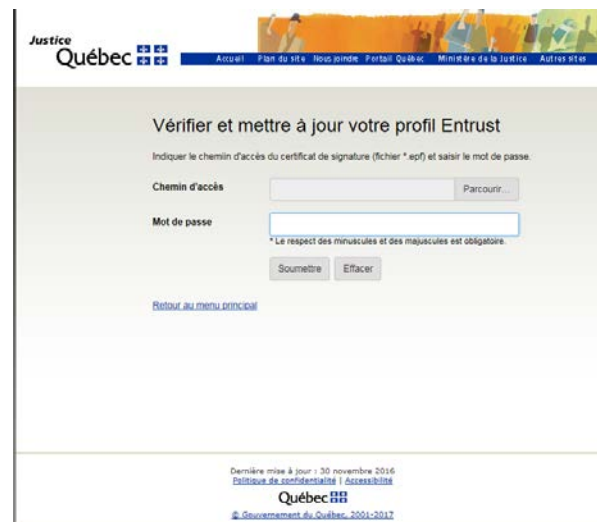 Justice
Québec
Accueil Plan du site Nous joindre Portail Québec Ministère de la Justice Autres sites
Vérifier et mettre à jour votre profil Entrust
Indiquer le chemiin d'accès du certificat de signature (fichier *.epf) et saisir le mot de passe.
Chemin d'accès
Parcourir...
Mot de passe
* Le respect des minuscules et des majuscules est obligatoire.
Soumettre Effacer
Retour au menu principal
Dernière mise à jour : 30 novembre 2016
Politique de confidentialité | Accessibilité
Québec
© Gouvernement du Québec, 2001-2017